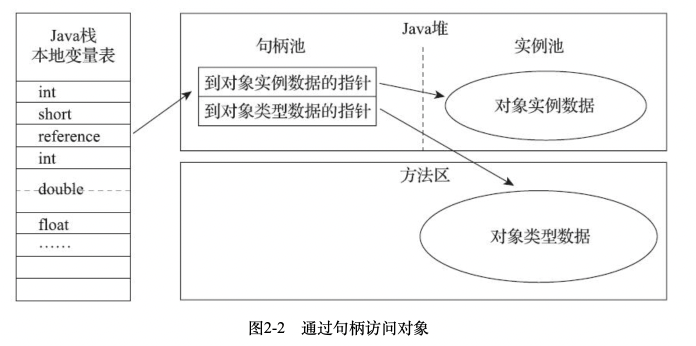 Java栈
本地变量表
int
short
reference
int
double
float
……
Java堆
句柄池
实例池
到对象实例数据的指针
到对象类型数据的指针
对象实例数据
方法区
对象类型数据
图2-2 通过句柄访问对象